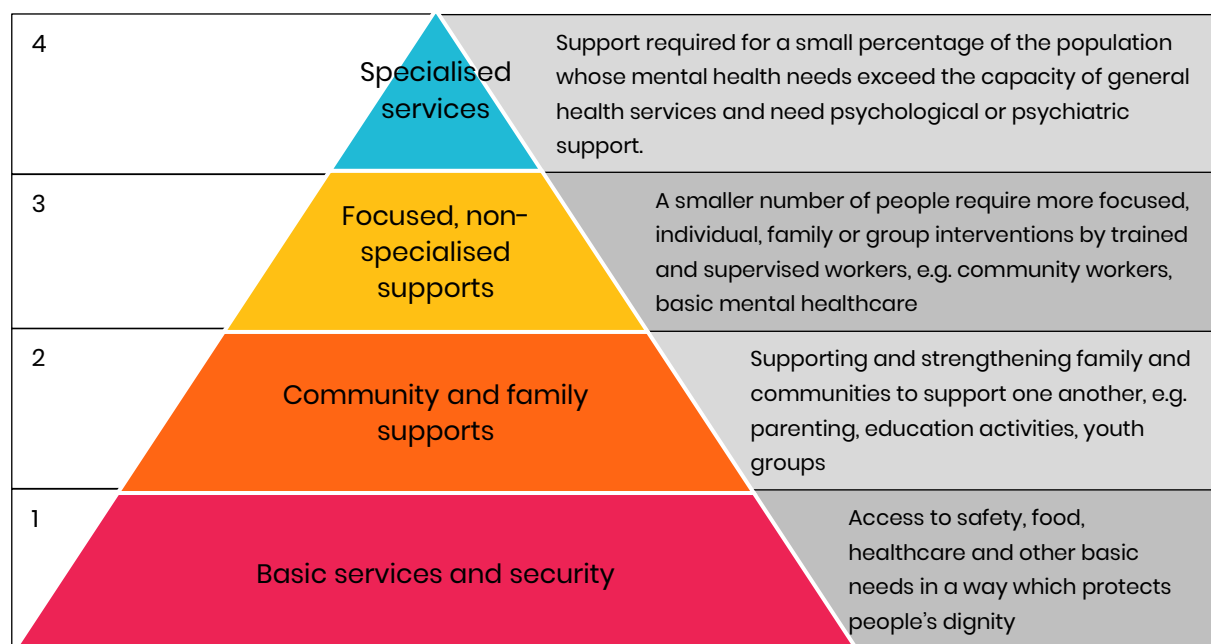 4
Specialised
services
Support required for a small percentage of the population
whose mental health needs exceed the capacity of general
health services and need psychological or psychiatric
support.
3
Focused, non-
specialised
supports
A smaller number of people require more focused,
individual, family or group interventions by trained
and supervised workers, e.g. community workers,
basic mental healthcare
2
Community and family
supports
Supporting and strengthening family and
communities to support one another, e.g.
parenting, education activities, youth
groups
1
Basic services and security
Access to safety, food,
healthcare and other basic
needs in a way which protects
people's dignity